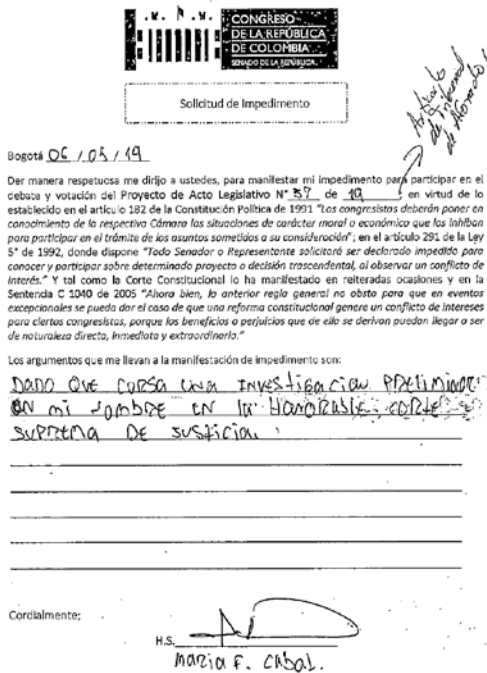 CONGRESO
DE LA REPÚBLICA
DE COLOMBIA
SENADO DE LA REPÚBLICA
Solicitud de Impedimento
Artículo
de Tribunal
de Aforados
Bogotá 06 / 05 / 19
Der manera respetuosa me dirijo a ustedes, para manifestar mi impedimento para participar en el
debate y votación del Proyecto de Acto Legislativo N° 57 de 19, en virtud de lo
establecido en el artículo 182 de la Constitución Política de 1991 "Los congresistas deberán poner en
conocimiento de la respectiva Cámara las situaciones de carácter moral o económico que los inhiban
para participar en el trámite de los asuntos sometidos a su consideración"; en el artículo 291 de la Ley
5° de 1992, donde dispone "Todo Senador o Representante solicitará ser declarado impedido para
conocer y participar sobre determinado proyecto o decisión trascendental, al observar un conflicto de
interés." Y tal como la Corte Constitucional lo ha manifestado en reiteradas ocasiones y en la
Sentencia C 1040 de 2005 "Ahora bien, lo anterior regla general no obsta para que en eventos
excepcionales se pueda dar el caso de que una reforma constitucional genere un conflicto de intereses
para ciertos congresistas, porque los beneficios o perjuicios que de ella se derivan puedan llegar a ser
de naturaleza directa, inmediata y extraordinaria."
Los argumentos que me llevan a la manifestación de impedimento son:
DADO QUE CURSA UNA INVESTIGACION PRELIMINAR
EN mi NOMBRE EN la HONORABLE CORTE
SUPREMA DE JUSTICIA.
Cordialmente;
H.S.
MARIA F. CABAL.